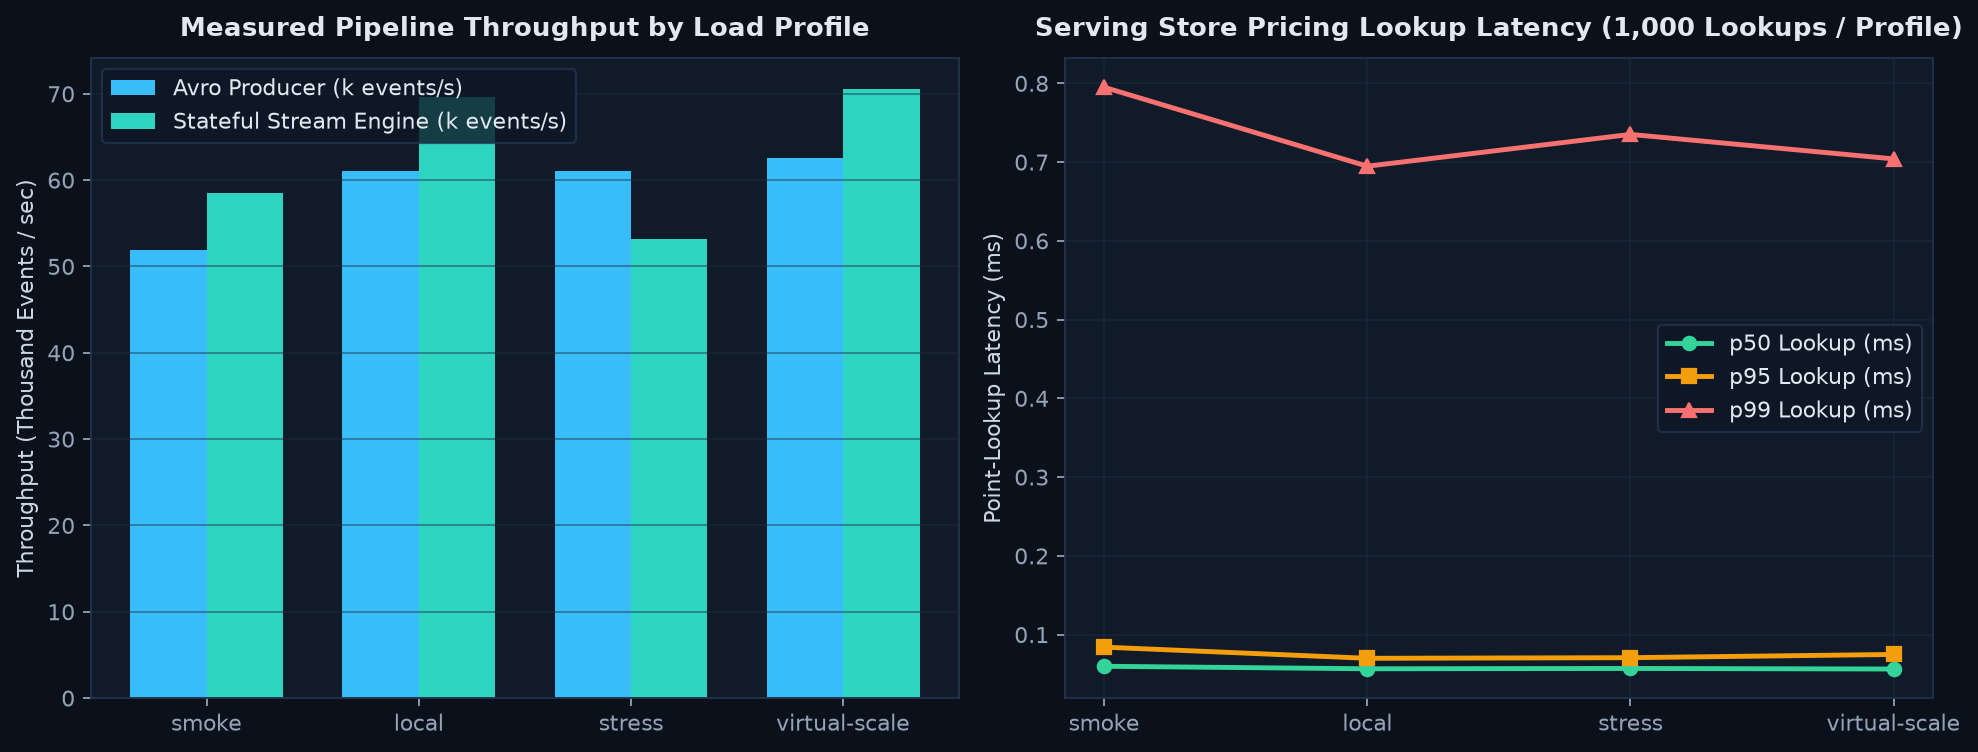 Measured Pipeline Throughput by Load Profile
Avro Producer (k events/s)
Stateful Stream Engine (k events/s)
Throughput (Thousand Events / sec)
70
60
50
40
30
20
10
0
smoke
local
stress
virtual-scale
Serving Store Pricing Lookup Latency (1,000 Lookups / Profile)
Point-Lookup Latency (ms)
0.8
0.7
0.6
0.5
0.4
0.3
0.2
0.1
p50 Lookup (ms)
p95 Lookup (ms)
p99 Lookup (ms)
smoke
local
stress
virtual-scale